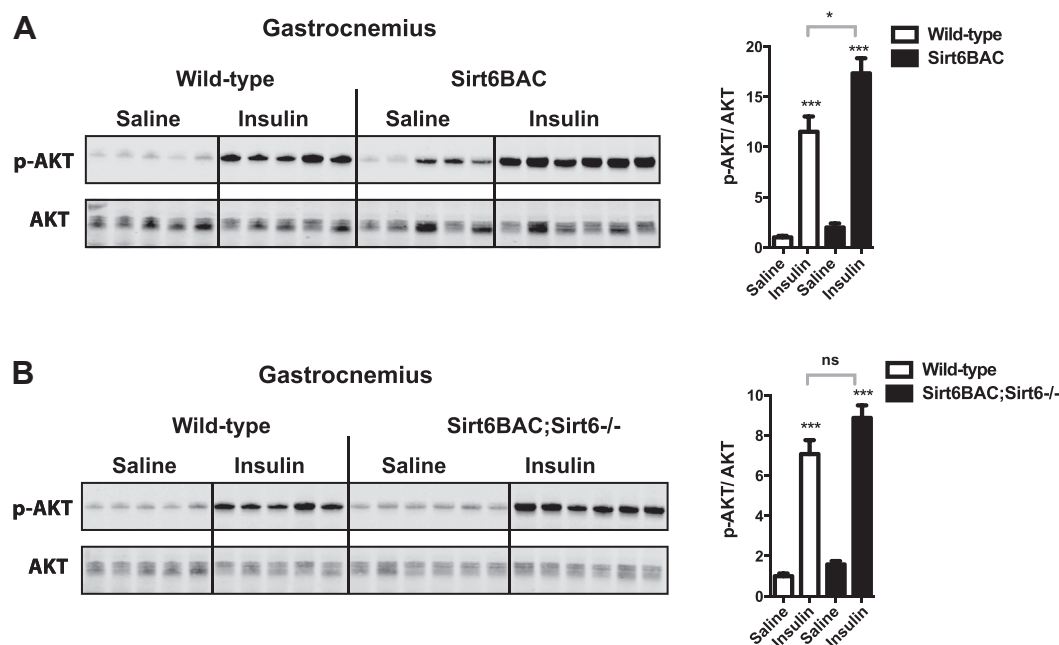 A
Gastrocnemius
Wild-type Sirt6BAC
Saline Insulin Saline Insulin
p-AKT
AKT
* 
Wild-type
Sirt6BAC
***
***
p-AKT/ AKT
20
15
10
5
0
Saline Insulin Saline Insulin
B
Gastrocnemius
Wild-type Sirt6BAC;Sirt6-/-
Saline Insulin Saline Insulin
p-AKT
AKT
ns
Wild-type
Sirt6BAC;Sirt6-/-
***
***
p-AKT/ AKT
10
8
6
4
2
0
Saline Insulin Saline Insulin